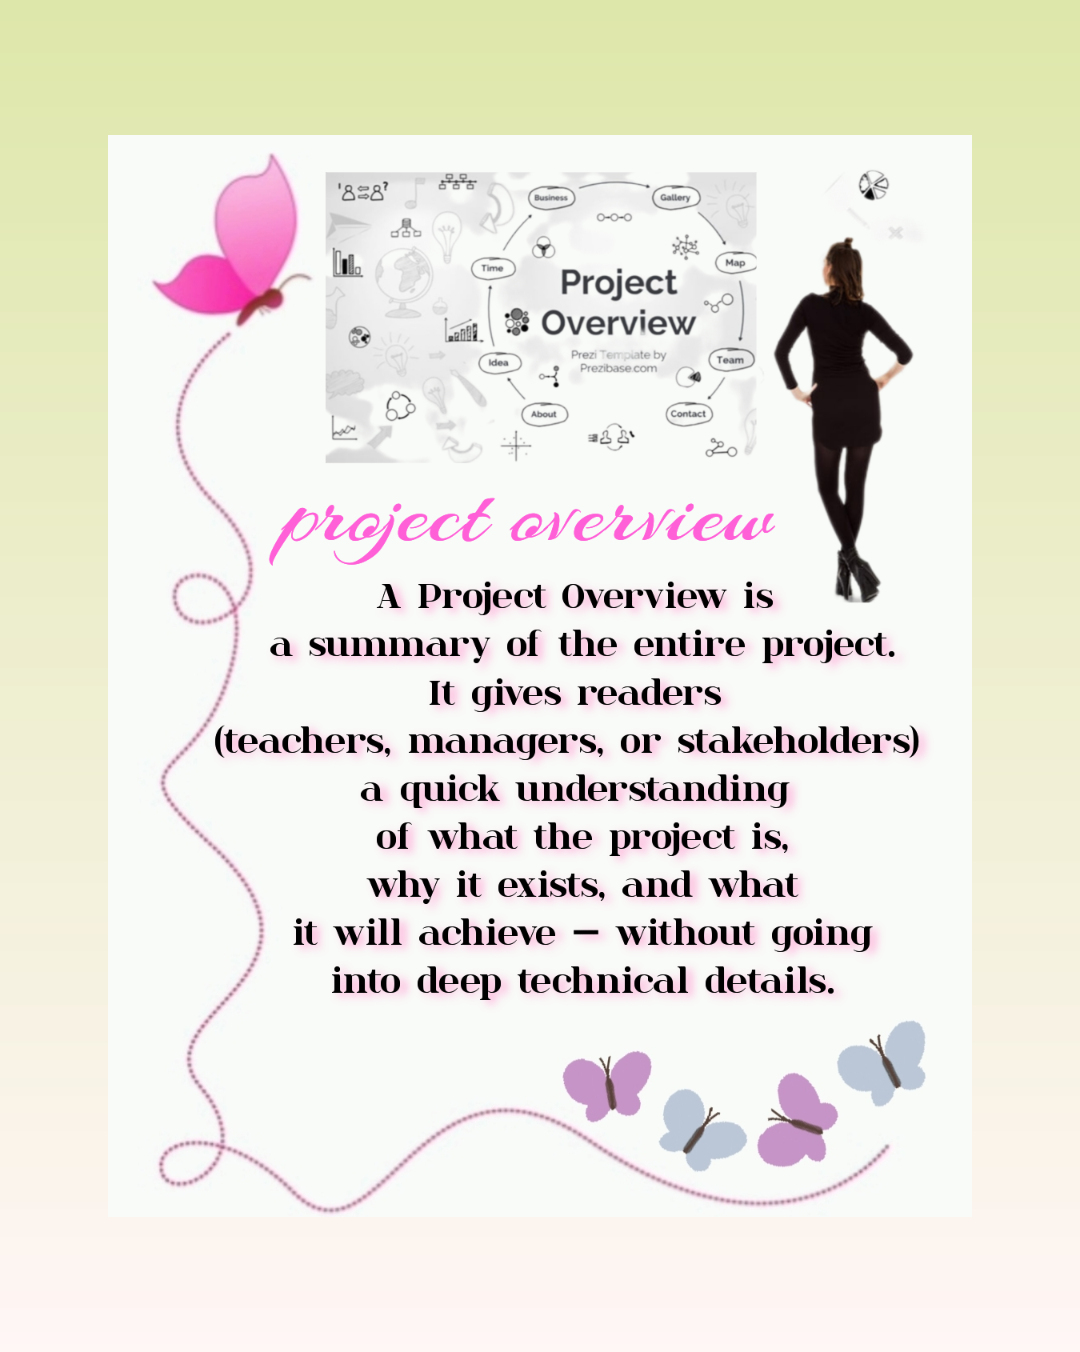 Business
Gallery
Time
Map
Project
Overview
Prezi Template by
Prezibase.com
Idea
Team
About
Contact
project overview
A Project Overview is
a summary of the entire project.
It gives readers
(teachers, managers, or stakeholders)
a quick understanding
of what the project is,
why it exists, and what
it will achieve — without going
into deep technical details.